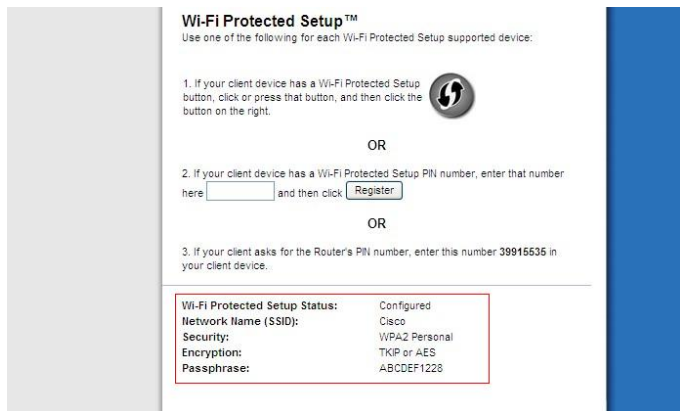 Wi-Fi Protected Setup™
Use one of the following for each Wi-Fi Protected Setup supported device:
1. If your client device has a Wi-Fi Protected Setup
button, click or press that button, and then click the
button on the right.
OR
2. If your client device has a Wi-Fi Protected Setup PIN number, enter that number
here and then click Register
OR
3. If your client asks for the Router's PIN number, enter this number 39915535 in
your client device.
Wi-Fi Protected Setup Status: Configured
Network Name (SSID): Cisco
Security: WPA2 Personal
Encryption: TKIP or AES
Passphrase: ABCDEF1228